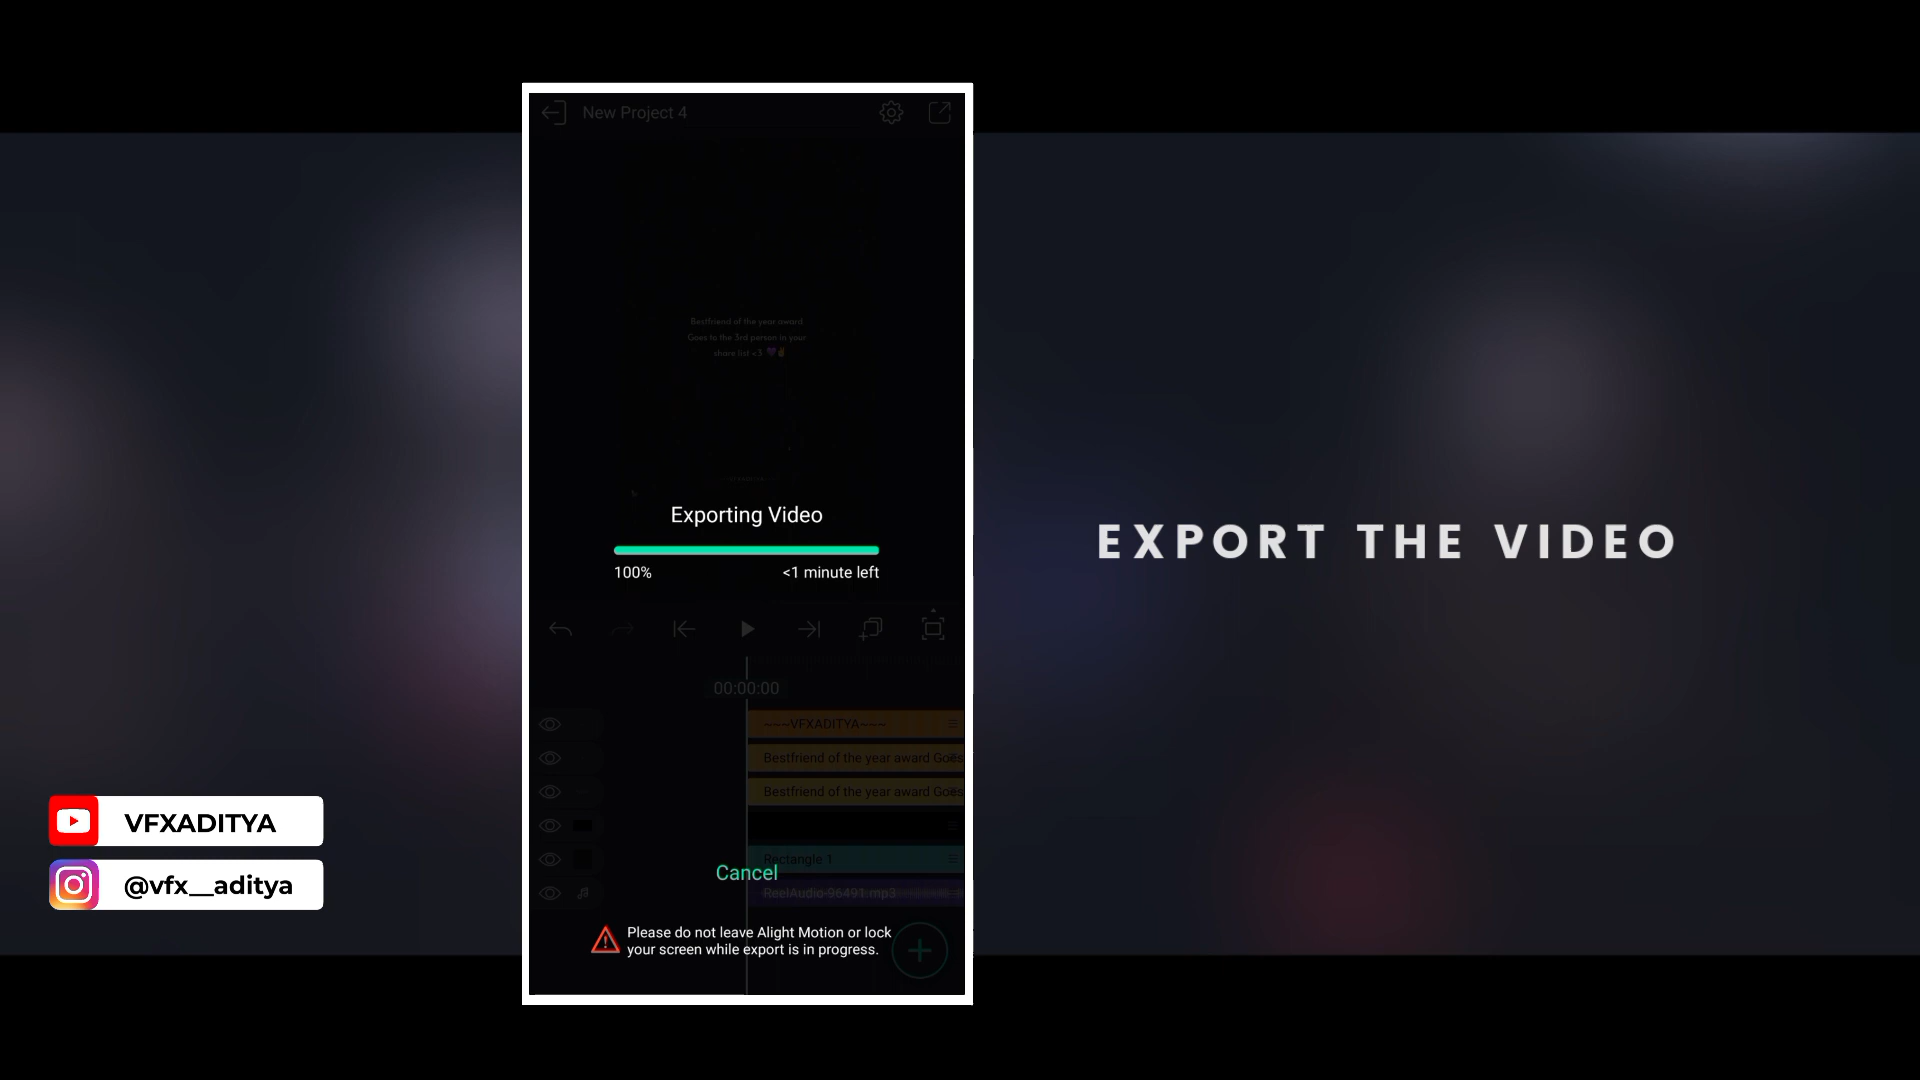 New Project 4
Bestfriend of the year award
Goes to the 3rd person in your
share list <3 💜✌
Exporting Video
100%
<1 minute left
00:00:00
~~~VFXADITYA~~~
Bestfriend of the year award Goes
Bestfriend of the year award Goes
Rectangle 1
Cancel
ReelAudio-96491.mp3
Please do not leave Alight Motion or lock
your screen while export is in progress.
EXPORT THE VIDEO
VFXADITYA
@vfx__aditya